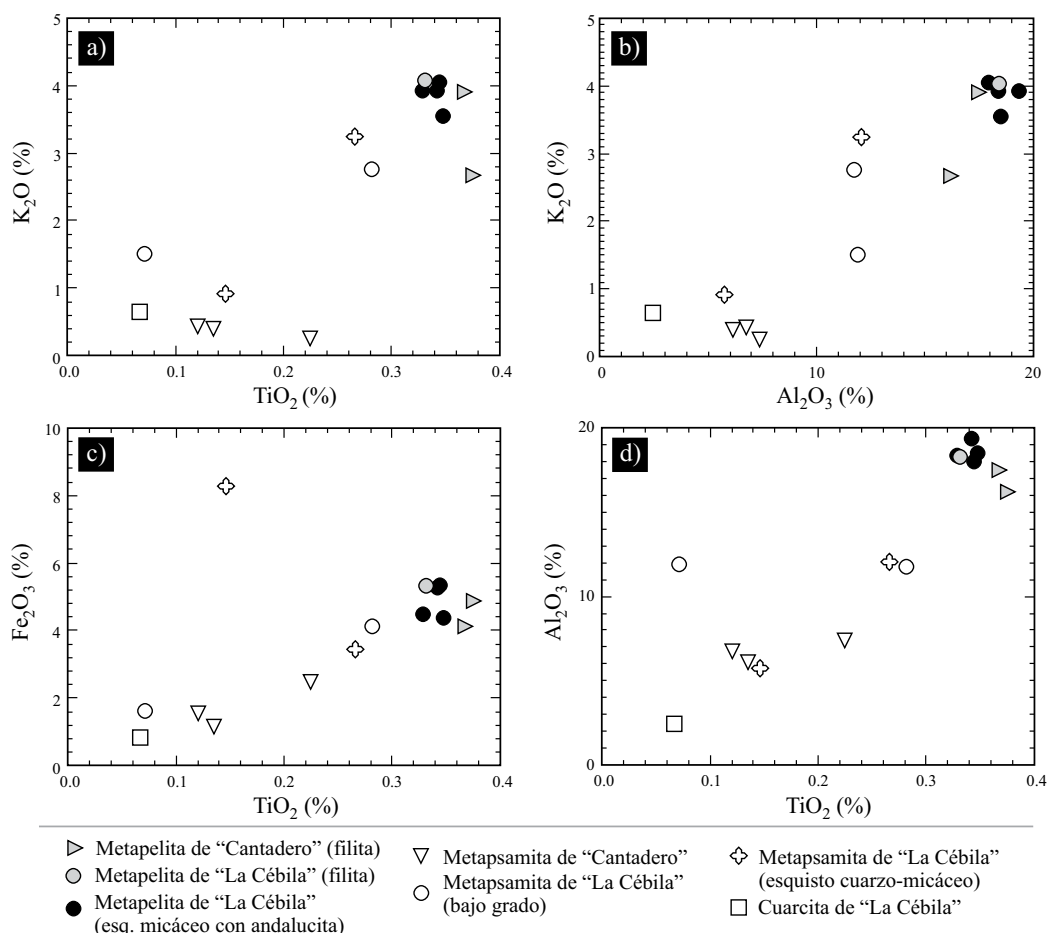 a)
5
4
3
2
1
0
K₂O (%)
0.0 0.1 0.2 0.3 0.4
TiO₂ (%)
b)
5
4
3
2
1
0
K₂O (%)
0 10 20
Al₂O₃ (%)
c)
10
8
6
4
2
0
Fe₂O₃ (%)
0.0 0.1 0.2 0.3 0.4
TiO₂ (%)
d)
20
10
0
Al₂O₃ (%)
0.0 0.1 0.2 0.3 0.4
TiO₂ (%)
Metapelita de “Cantadero” (filita)
Metapelita de “La Cébila” (filita)
Metapelita de “La Cébila”
(esq. micáceo con andalucita)
Metapsamita de “Cantadero”
Metapsamita de “La Cébila”
(bajo grado)
Metapsamita de “La Cébila”
(esquisto cuarzo-micáceo)
Cuarcita de “La Cébila”